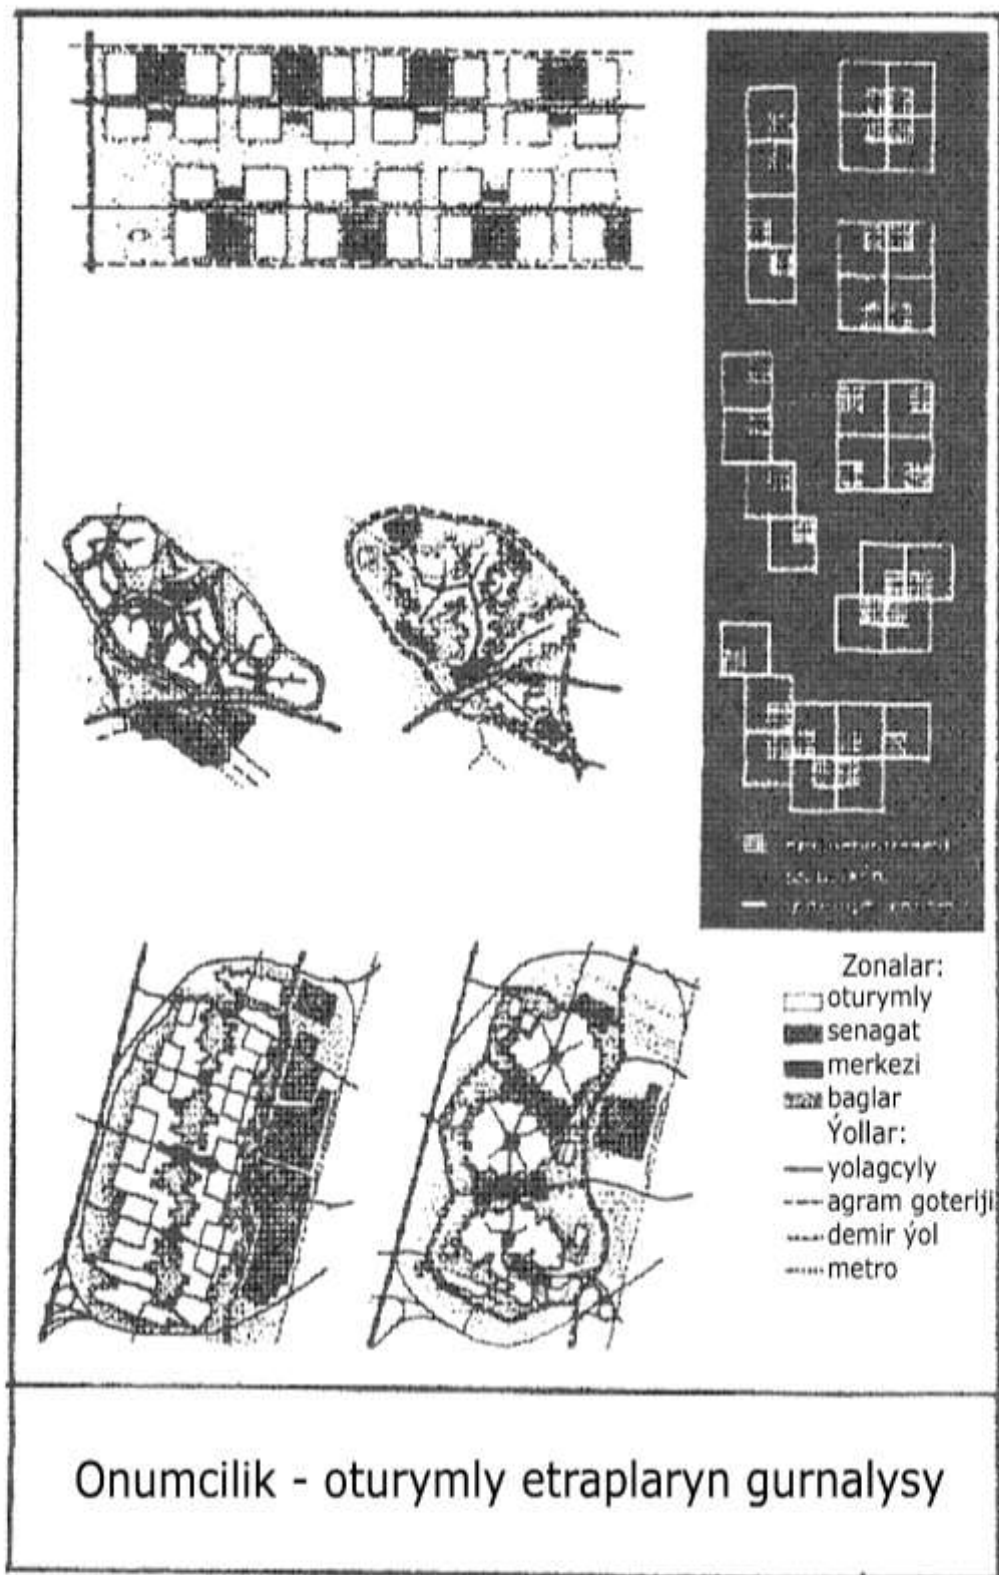 Zonalar:
oturymly
senagat
merkezi
baglar
Ýollar:
yolagcyly
agram goteriji
demir ýol
metro
Onumcilik - oturymly etraplaryn gurnalysy